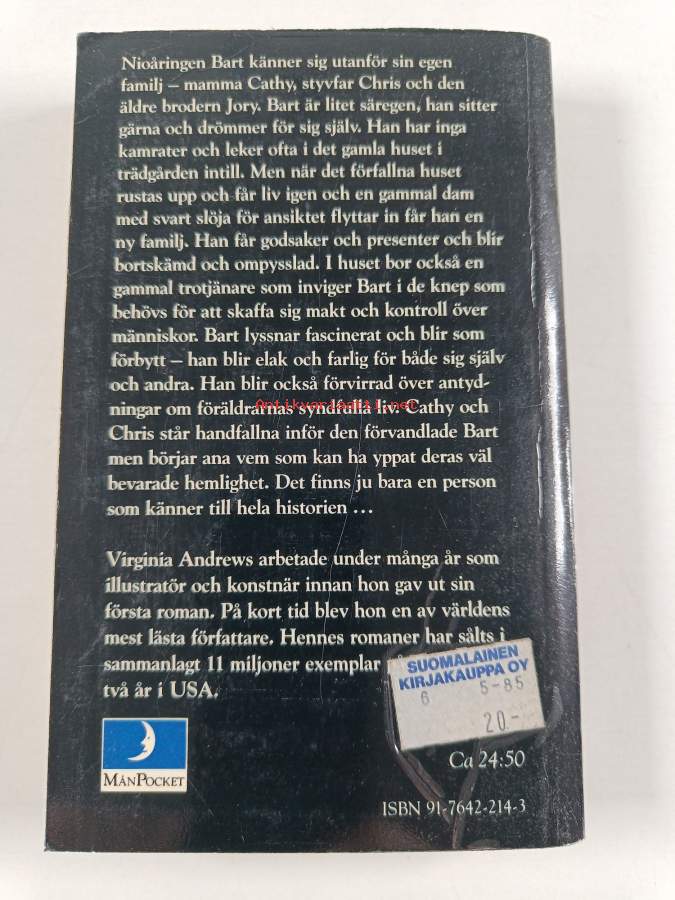 Nioåringen Bart känner sig utanför sin egen
familj – mamma Cathy, styvfar Chris och den
äldre brodern Jory. Bart är litet säregen, han sitter
gärna och drömmer för sig själv. Han har inga
kamrater och leker ofta i det gamla huset i
trädgården intill. Men när det förfallna huset
rustas upp och får liv igen och en gammal dam
med svart slöja för ansiktet flyttar in får han en
ny familj. Han får godsaker och presenter och blir
bortskämd och ompysslad. I huset bor också en
gammal trotjänare som inviger Bart i de knep som
behövs för att skaffa sig makt och kontroll över
människor. Bart lyssnar fascinerat och blir som
förbytt – han blir elak och farlig för både sig själv
och andra. Han blir också förvirrad över antyd-
ningar om föräldrarnas syndfulla liv. Cathy och
Antikvariaatti.net
Chris står handfallna inför den förvandlade Bart
men börjar ana vem som kan ha yppat deras väl
bevarade hemlighet. Det finns ju bara en person
som känner till hela historien ...
Virginia Andrews arbetade under många år som
illustratör och konstnär innan hon gav ut sin
första roman. På kort tid blev hon en av världens
mest lästa författare. Hennes romaner har sålts i
sammanlagt 11 miljoner exemplar
två år i USA.
SUOMALAINEN
KIRJAKAUPPA OY
6 5-85
20.-
MÅNPOCKET
Ca 24:50
ISBN 91-7642-214-3